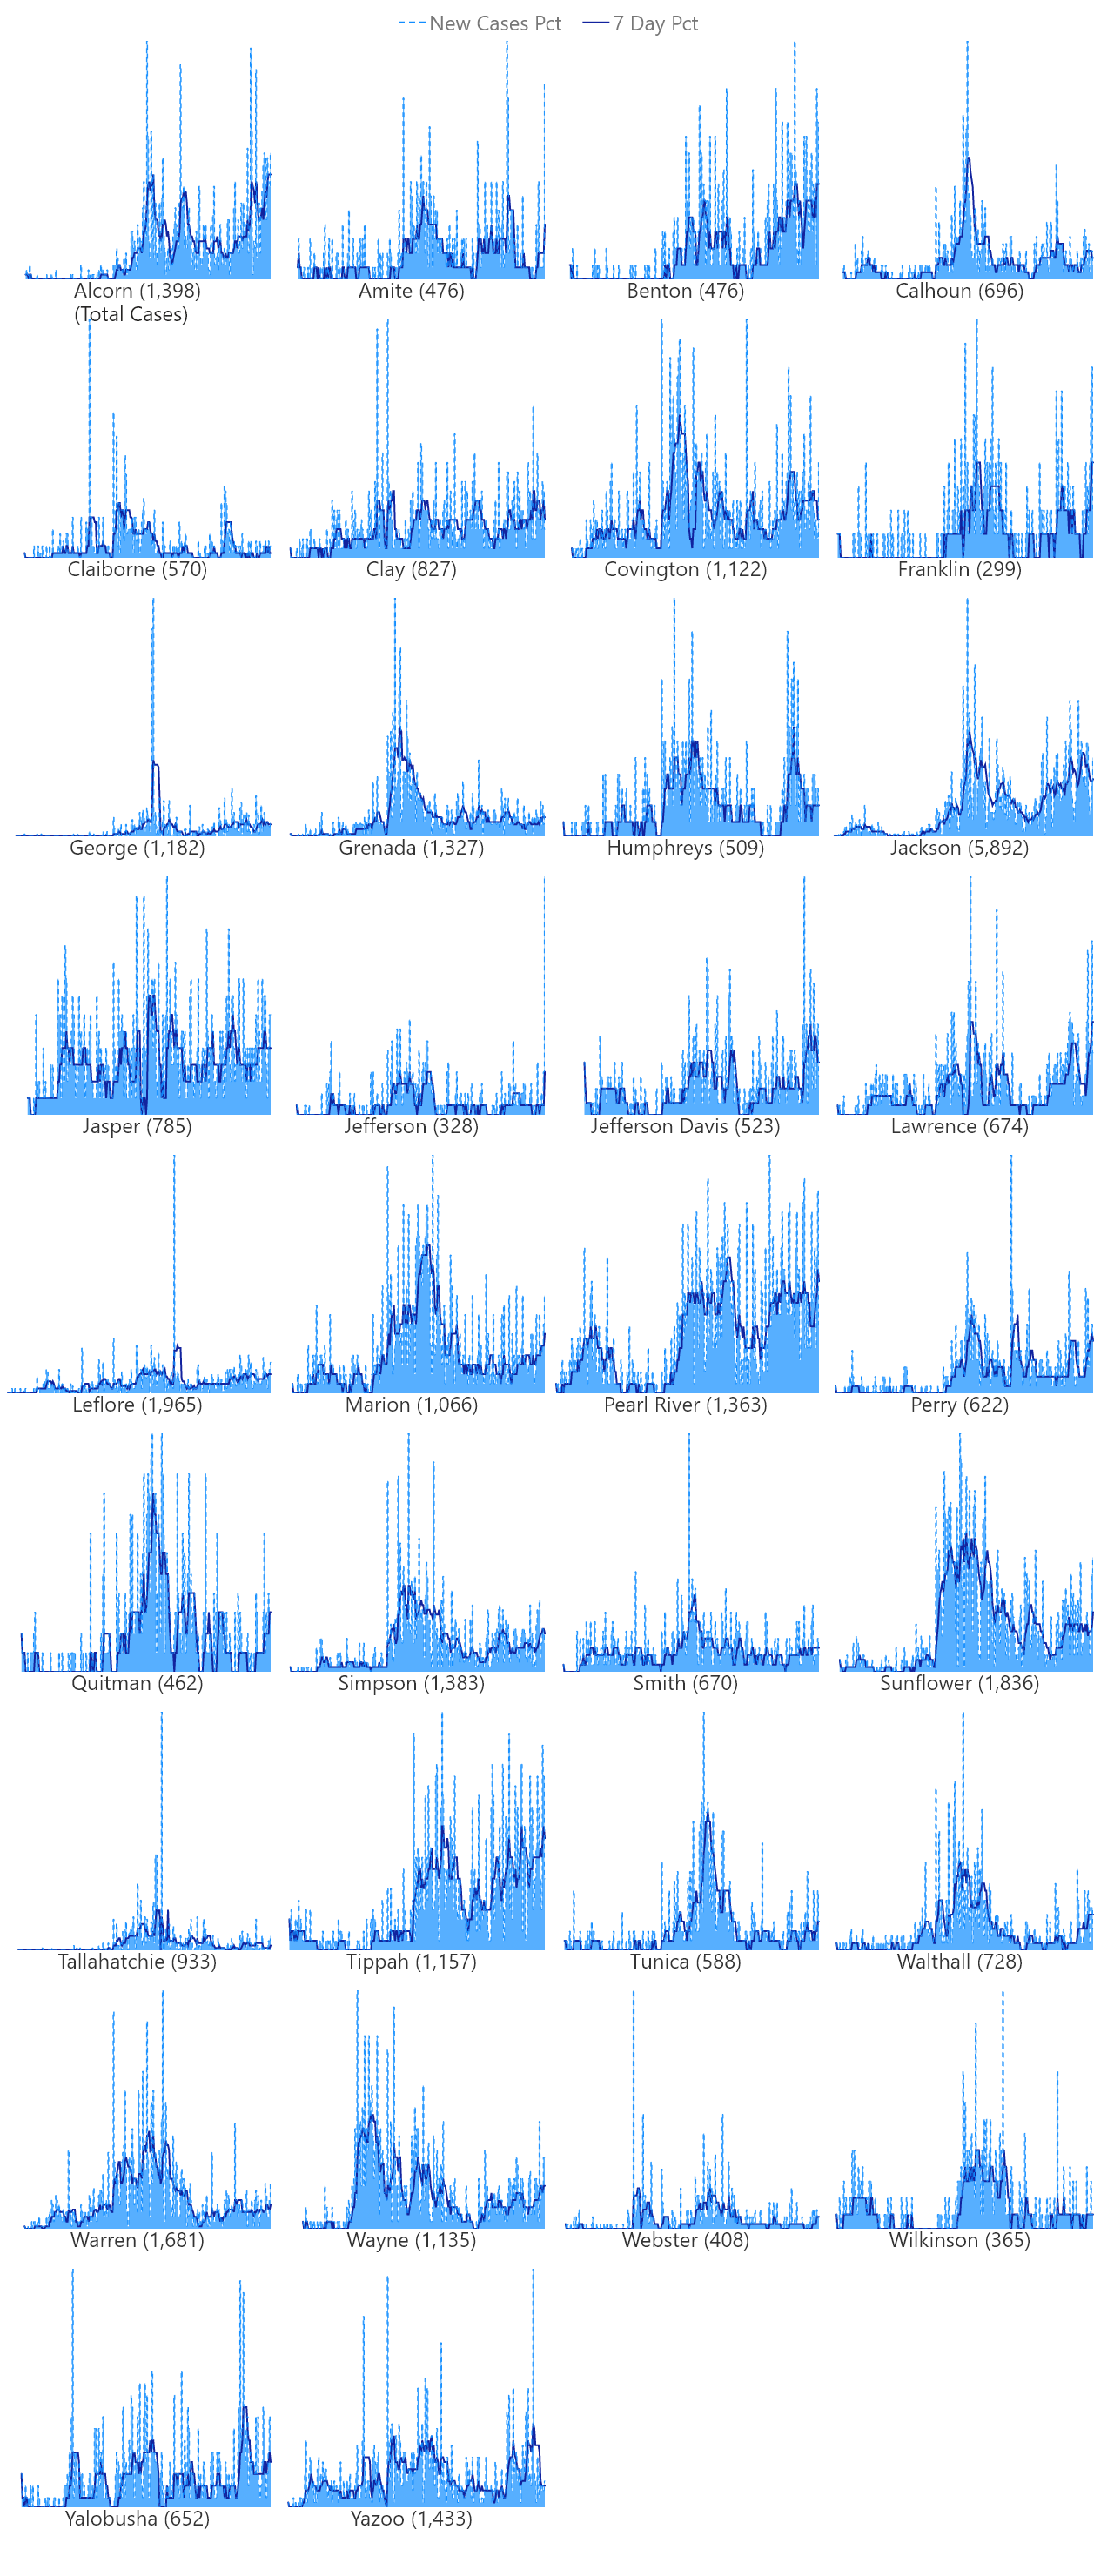 New Cases Pct 7 Day Pct
Alcorn (1,398) Amite (476) Benton (476) Calhoun (696)
(Total Cases)
Claiborne (570) Clay (827) Covington (1,122) Franklin (299)
George (1,182) Grenada (1,327) Humphreys (509) Jackson (5,892)
Jasper (785) Jefferson (328) Jefferson Davis (523) Lawrence (674)
Leflore (1,965) Marion (1,066) Pearl River (1,363) Perry (622)
Quitman (462) Simpson (1,383) Smith (670) Sunflower (1,836)
Tallahatchie (933) Tippah (1,157) Tunica (588) Walthall (728)
Warren (1,681) Wayne (1,135) Webster (408) Wilkinson (365)
Yalobusha (652) Yazoo (1,433)